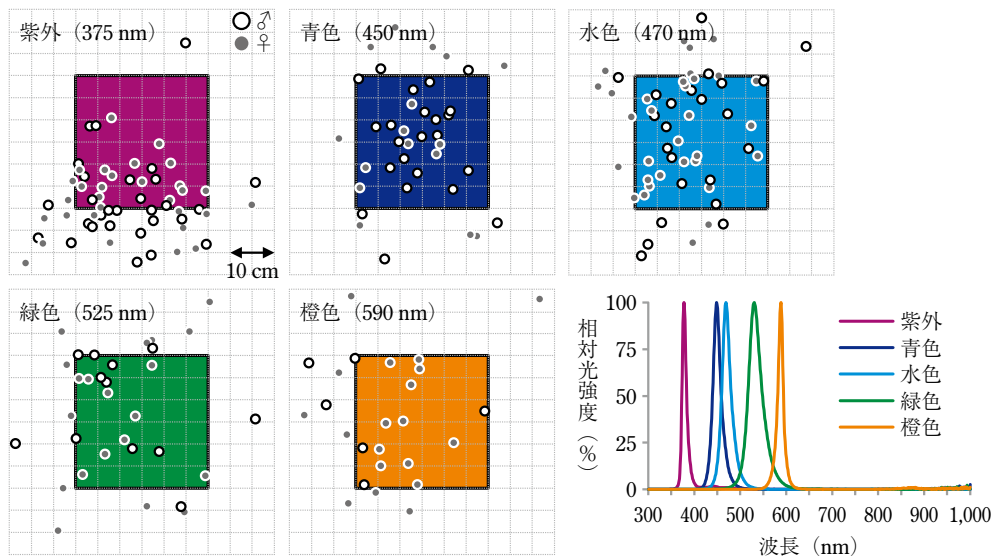 紫外（375 nm）
♂
♀
青色（450 nm）
水色（470 nm）
10 cm
緑色（525 nm）
橙色（590 nm）
相対光強度（%）
100
75
50
25
0
紫外
青色
水色
緑色
橙色
300 400 500 600 700 800 900 1,000
波長（nm）